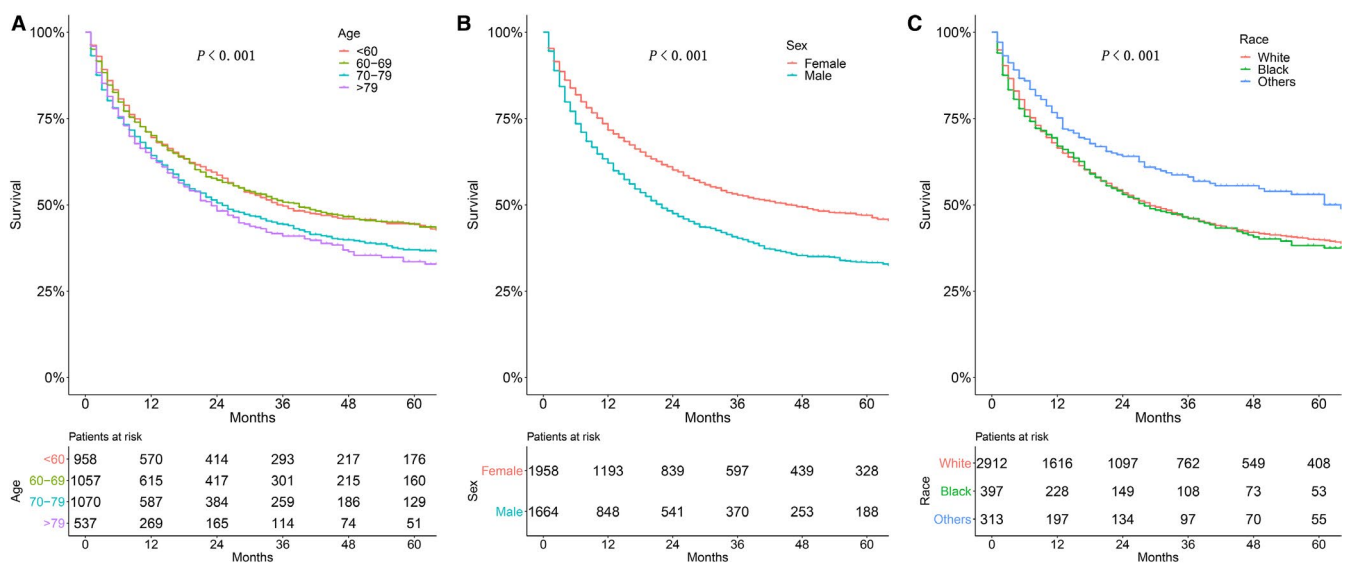 A
100%
75%
50%
25%
0%
Survival
P < 0.001
Age
<60
60−69
70−79
>79
0 12 24 36 48 60
Months
Patients at risk
Age
<60 958 570 414 293 217 176
60−69 1057 615 417 301 215 160
70−79 1070 587 384 259 186 129
>79 537 269 165 114 74 51
0 12 24 36 48 60
Months
B
100%
75%
50%
25%
0%
Survival
P < 0.001
Sex
Female
Male
0 12 24 36 48 60
Months
Patients at risk
Sex
Female 1958 1193 839 597 439 328
Male 1664 848 541 370 253 188
0 12 24 36 48 60
Months
C
100%
75%
50%
25%
0%
Survival
P < 0.001
Race
White
Black
Others
0 12 24 36 48 60
Months
Patients at risk
Race
White 2912 1616 1097 762 549 408
Black 397 228 149 108 73 53
Others 313 197 134 97 70 55
0 12 24 36 48 60
Months